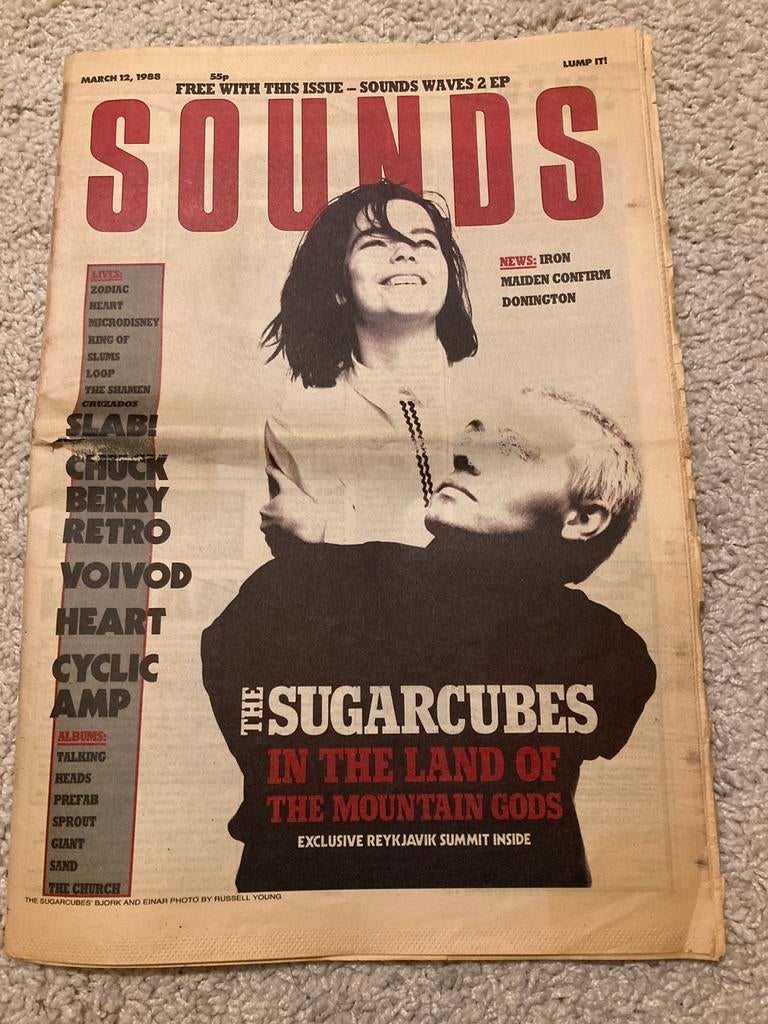 MARCH 12, 1988
55p
LUMP IT!
FREE WITH THIS ISSUE – SOUNDS WAVES 2 EP
SOUNDS
NEWS: IRON
MAIDEN CONFIRM
DONINGTON
LIVES:
ZODIAC
HEART
MICRODISNEY
KING OF
SLUMS
LOOP
THE SHAMEN
CRUZADOS
SLAB!
CHUCK
BERRY
RETRO
VOIVOD
HEART
CYCLIC
AMP
ALBUMS:
TALKING
HEADS
PREFAB
SPROUT
GIANT
SAND
THE CHURCH
THE SUGARCUBES
IN THE LAND OF
THE MOUNTAIN GODS
EXCLUSIVE REYKJAVIK SUMMIT INSIDE
THE SUGARCUBES' BJORK AND EINAR PHOTO BY RUSSELL YOUNG